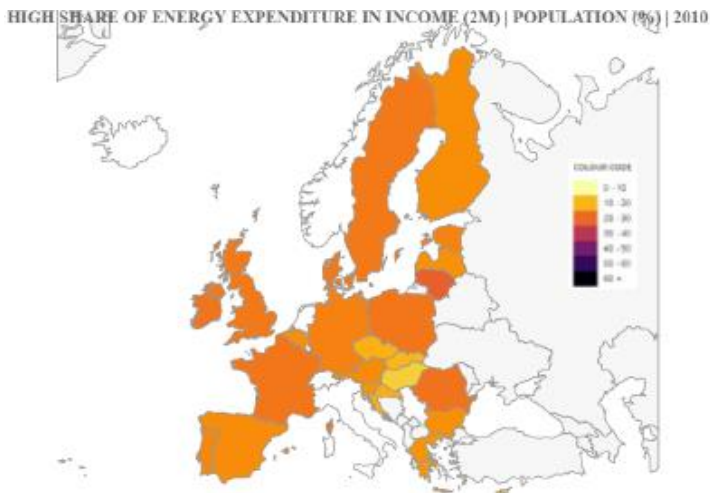 HIGH SHARE OF ENERGY EXPENDITURE IN INCOME (2M) | POPULATION (%) | 2010
COLOUR CODE
0 - 10
10 - 20
20 - 30
30 - 40
40 - 50
50 - 60
60 +